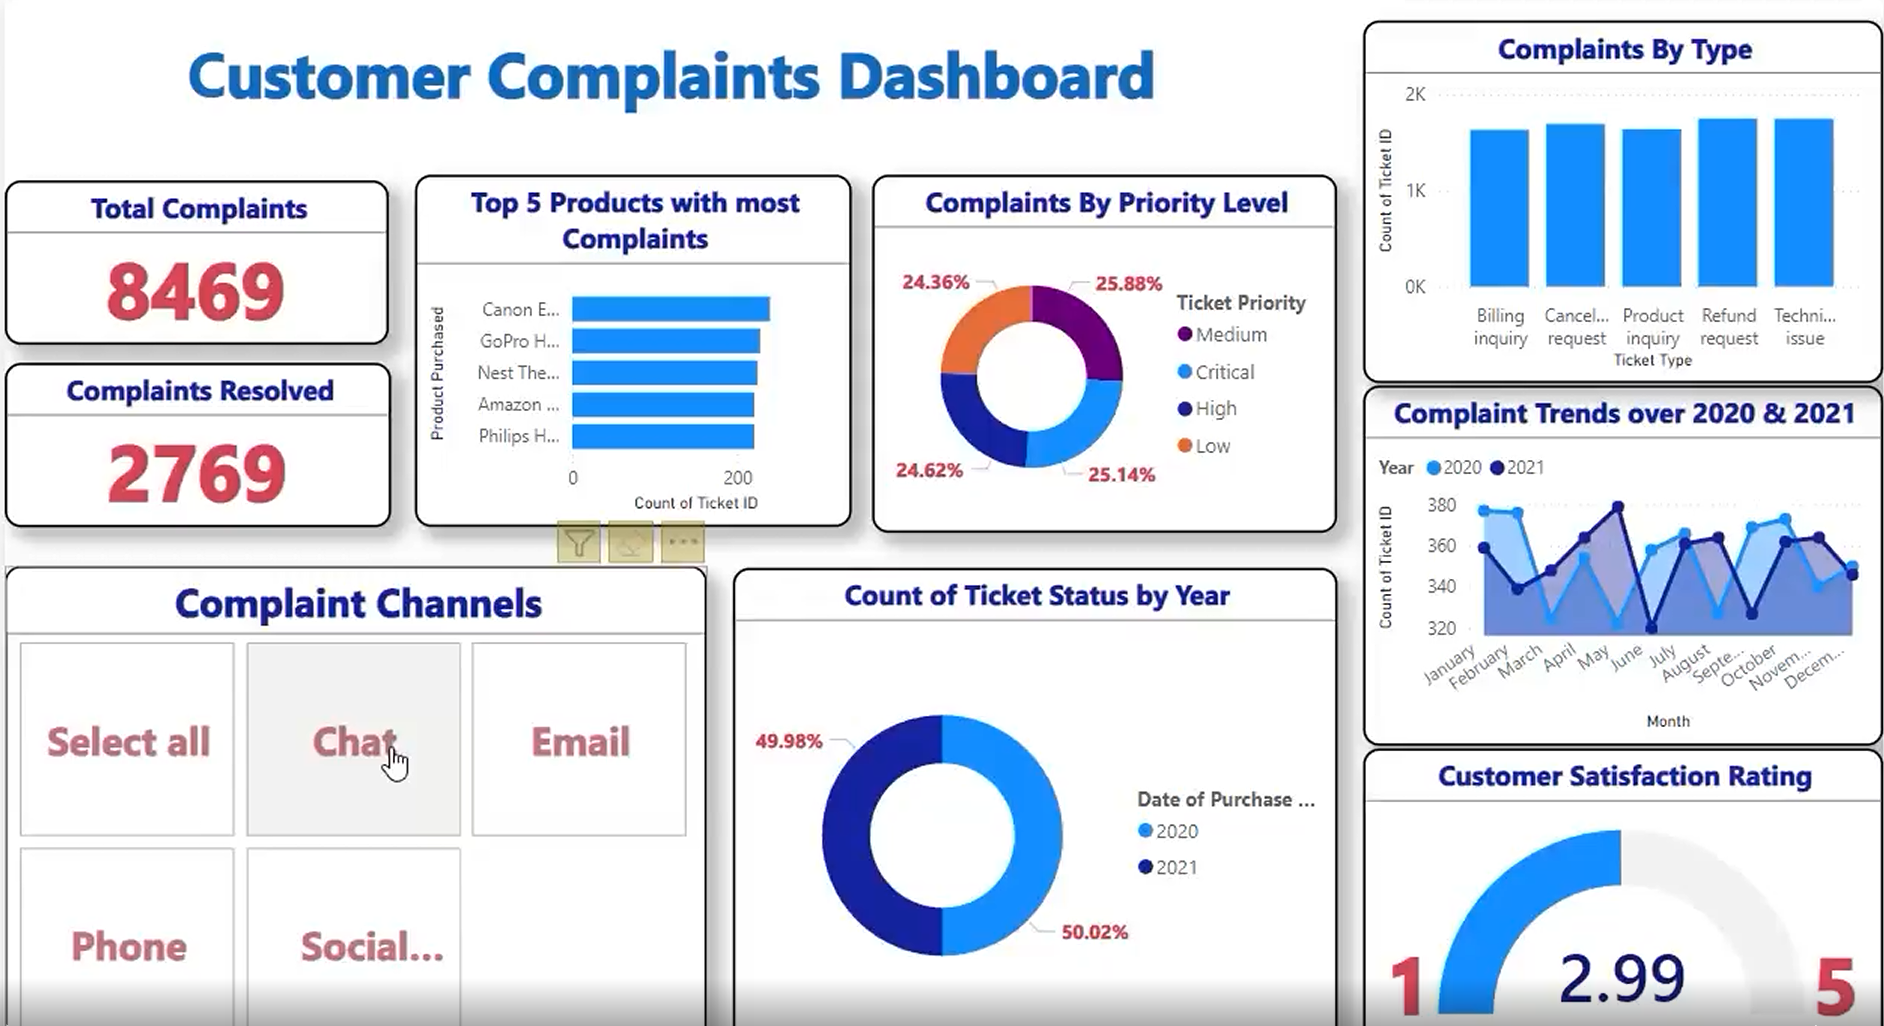 Customer Complaints Dashboard
Total Complaints
8469
Complaints Resolved
2769
Top 5 Products with most
Complaints
Product Purchased
Canon E...
GoPro H...
Nest The...
Amazon ...
Philips H...
0
200
Count of Ticket ID
Complaints By Priority Level
24.36%
25.88%
24.62%
25.14%
Ticket Priority
Medium
Critical
High
Low
Complaints By Type
Count of Ticket ID
2K
1K
0K
Billing
inquiry
Cancel...
request
Product
inquiry
Refund
request
Techni...
issue
Ticket Type
Complaint Trends over 2020 & 2021
Year
2020
2021
Count of Ticket ID
380
360
340
320
January
February
March
April
May
June
July
August
Septe...
October
Novem...
Decem...
Month
Complaint Channels
Select all
Chat
Email
Phone
Social...
Count of Ticket Status by Year
49.98%
50.02%
Date of Purchase ...
2020
2021
Customer Satisfaction Rating
1
2.99
5